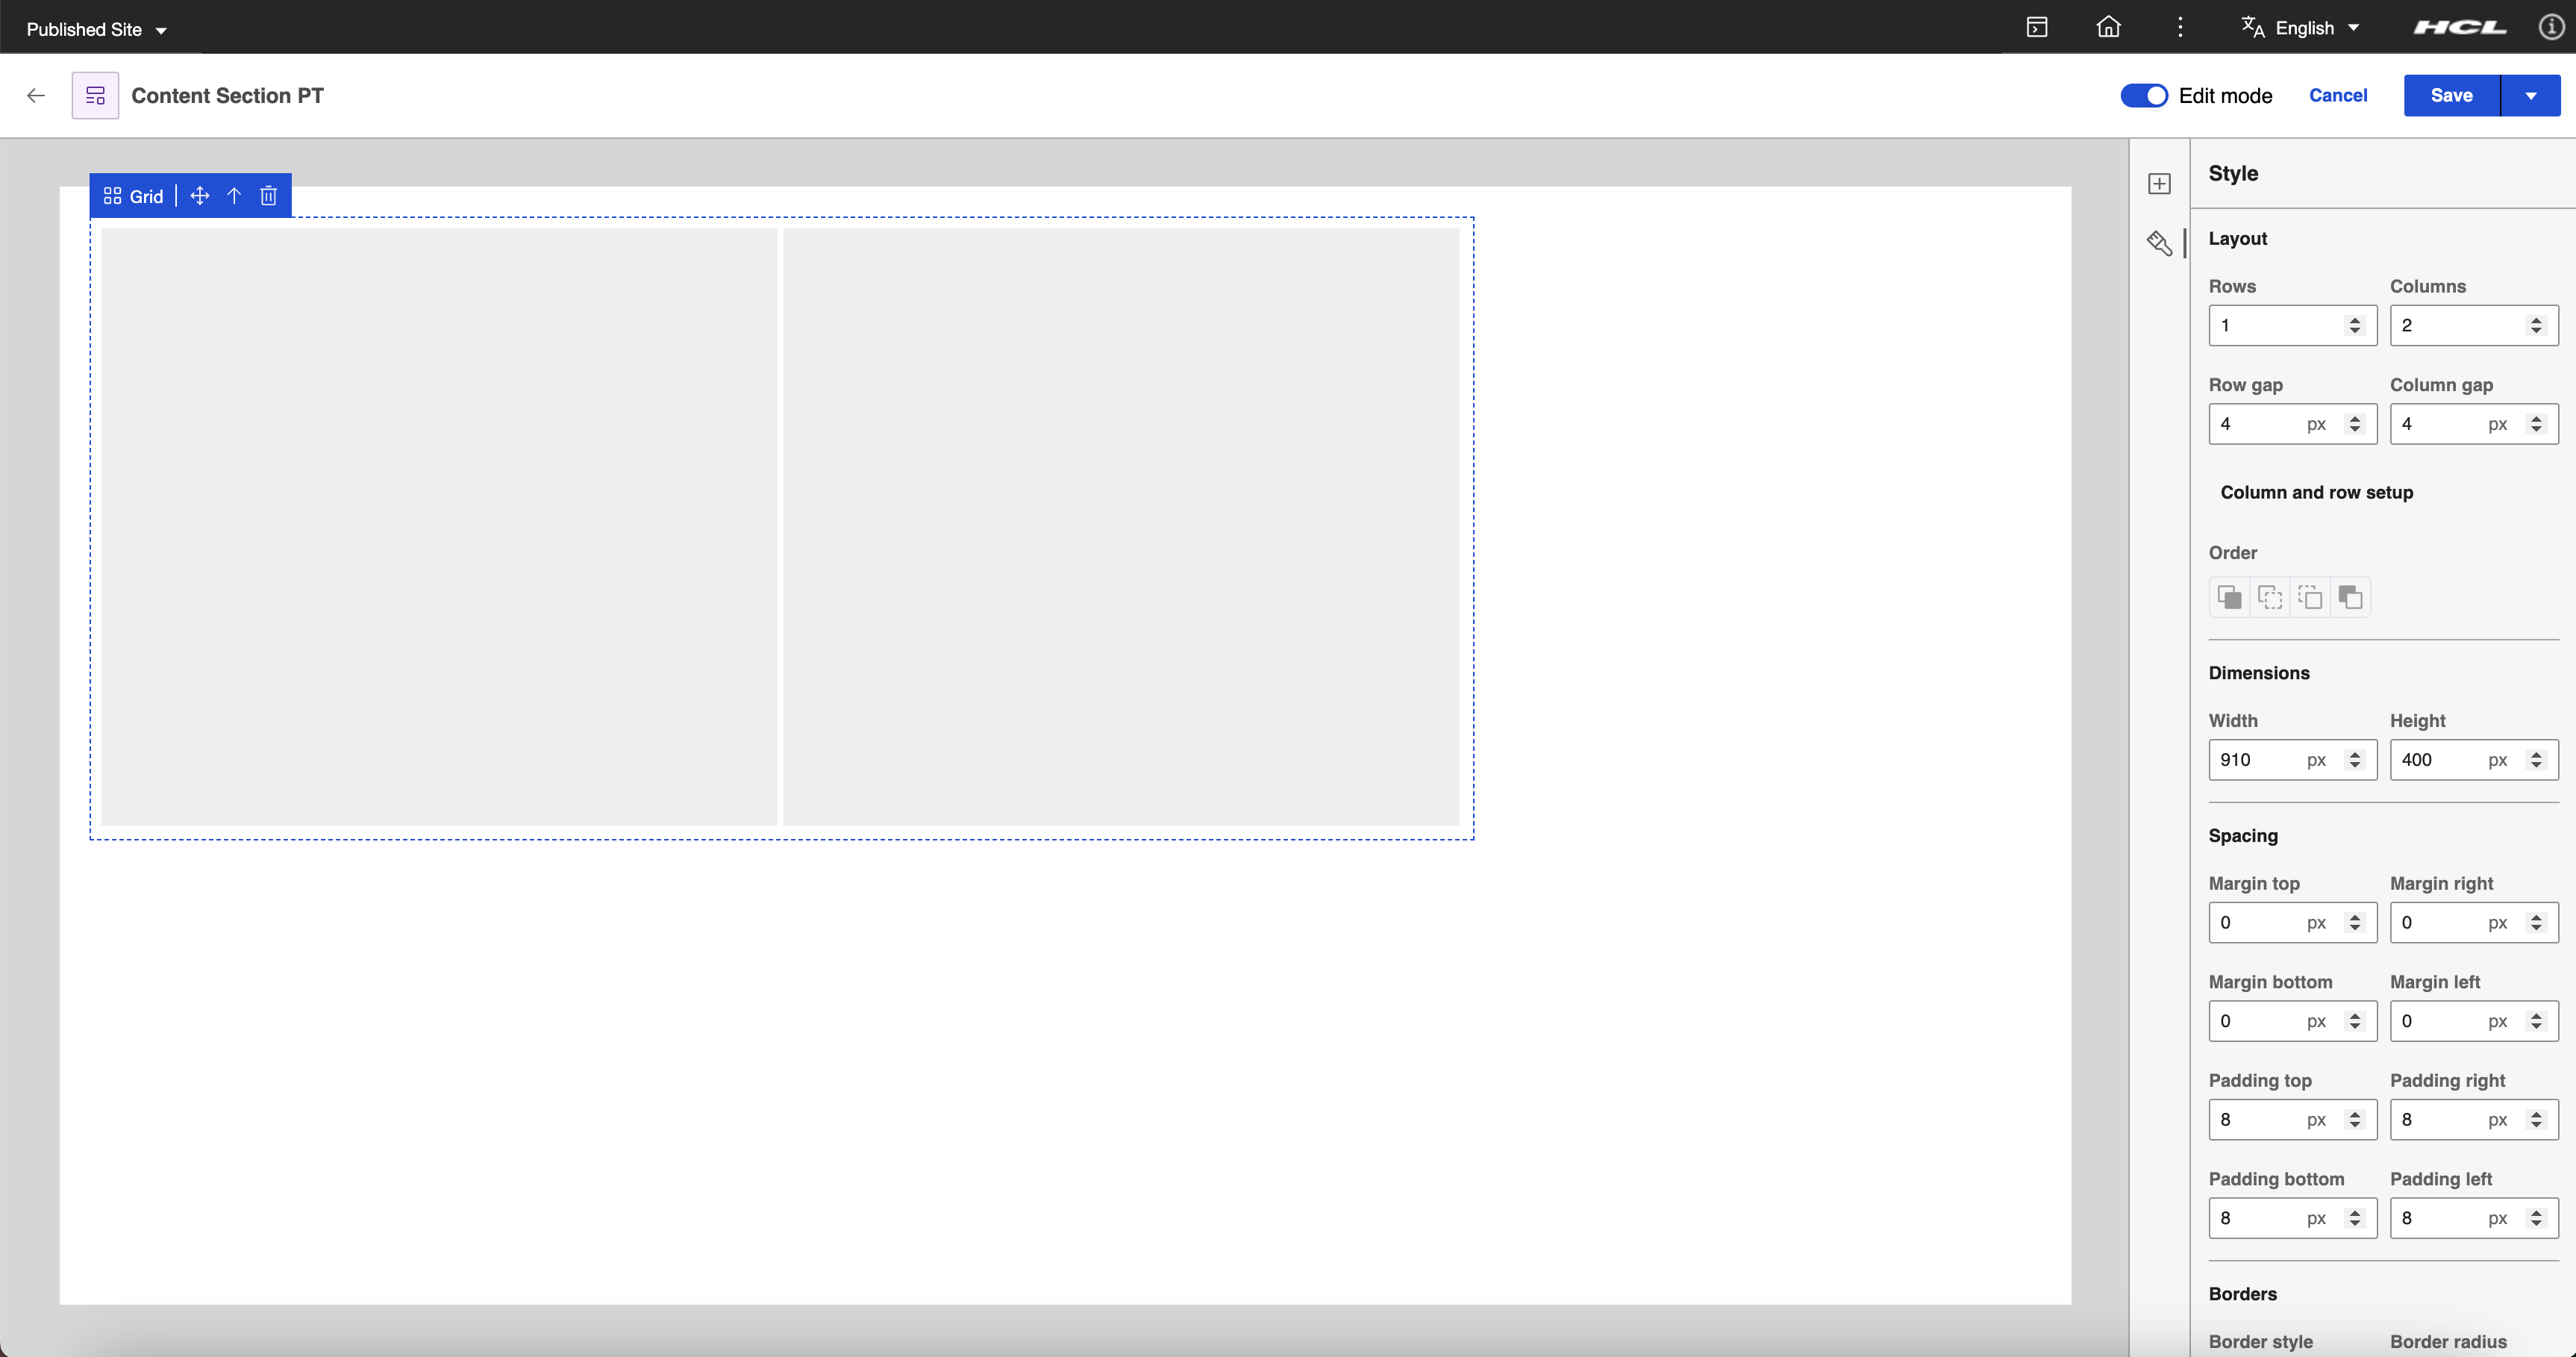 Published Site
English
HCL
Content Section PT
Edit mode
Cancel
Save
Grid
Style
Layout
Rows Columns
1 2
Row gap Column gap
4 px 4 px
Column and row setup
Order
Dimensions
Width Height
910 px 400 px
Spacing
Margin top Margin right
0 px 0 px
Margin bottom Margin left
0 px 0 px
Padding top Padding right
8 px 8 px
Padding bottom Padding left
8 px 8 px
Borders
Border style Border radius